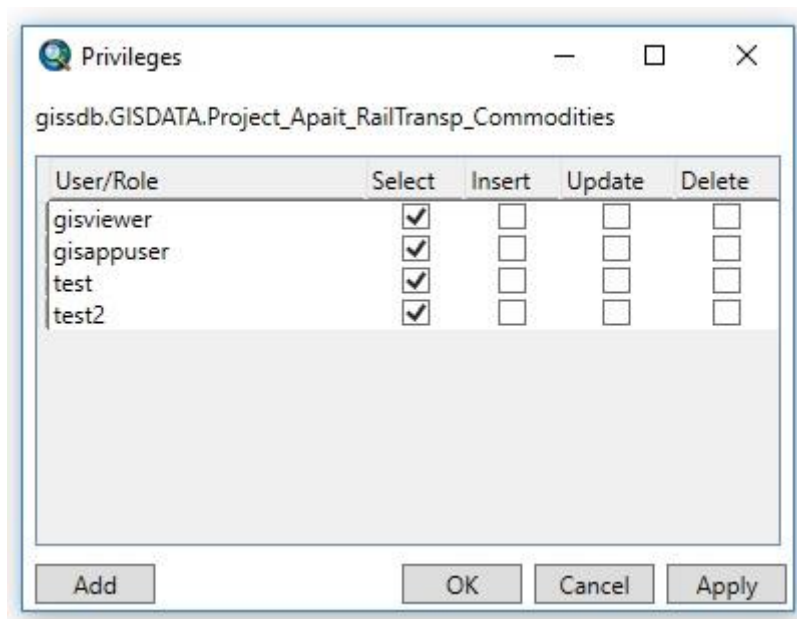 Privileges
gissdb.GISDATA.Project_Apait_RailTransp_Commodities
User/Role Select Insert Update Delete
gisviewer
gisappuser
test
test2
Add OK Cancel Apply